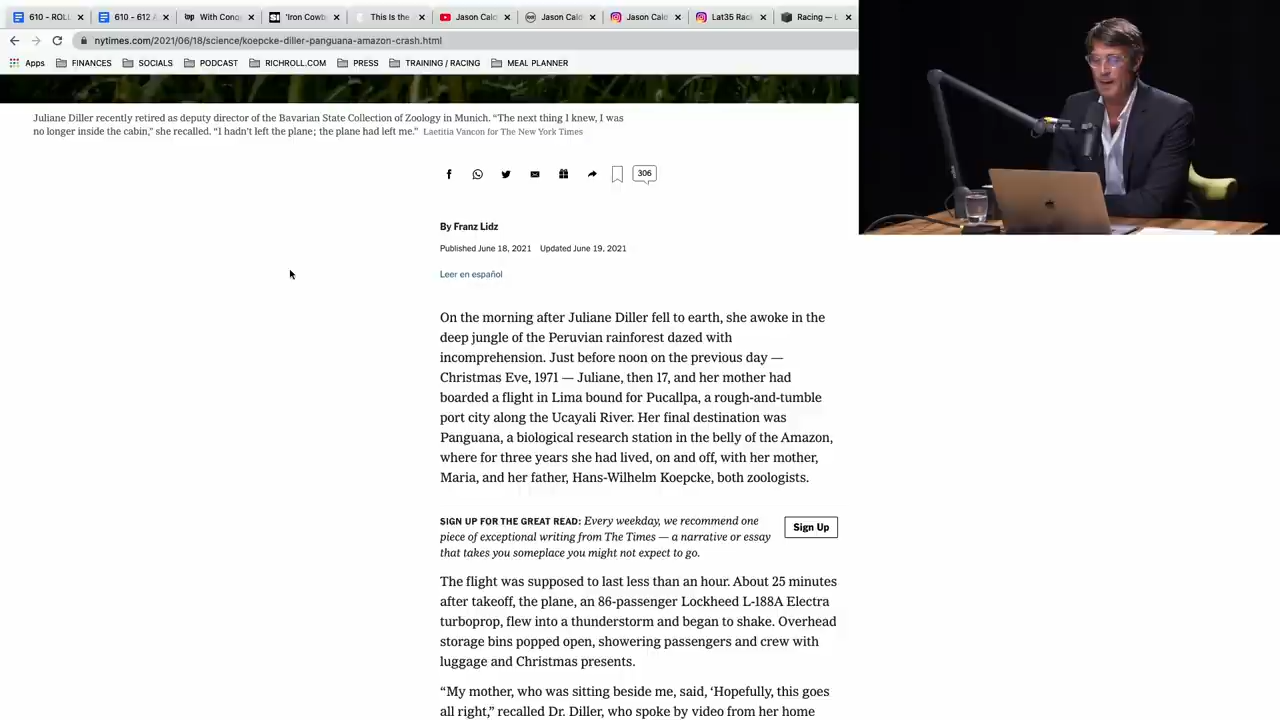 610 - ROLL
610 - 612 A
With Conq
'Iron Cowb
This Is the
Jason Calc
Jason Calc
Jason Calc
Lat35 Rac
Racing — L
nytimes.com/2021/06/18/science/koepcke-diller-panguana-amazon-crash.html
Apps FINANCES SOCIALS PODCAST RICHROLL.COM PRESS TRAINING / RACING MEAL PLANNER
Juliane Diller recently retired as deputy director of the Bavarian State Collection of Zoology in Munich. “The next thing I knew, I was
no longer inside the cabin,” she recalled. “I hadn’t left the plane; the plane had left me.” Laetitia Vancon for The New York Times
306
By Franz Lidz
Published June 18, 2021 Updated June 19, 2021
Leer en español
On the morning after Juliane Diller fell to earth, she awoke in the
deep jungle of the Peruvian rainforest dazed with
incomprehension. Just before noon on the previous day —
Christmas Eve, 1971 — Juliane, then 17, and her mother had
boarded a flight in Lima bound for Pucallpa, a rough-and-tumble
port city along the Ucayali River. Her final destination was
Panguana, a biological research station in the belly of the Amazon,
where for three years she had lived, on and off, with her mother,
Maria, and her father, Hans-Wilhelm Koepcke, both zoologists.
SIGN UP FOR THE GREAT READ: Every weekday, we recommend one
piece of exceptional writing from The Times — a narrative or essay
that takes you someplace you might not expect to go.
Sign Up
The flight was supposed to last less than an hour. About 25 minutes
after takeoff, the plane, an 86-passenger Lockheed L-188A Electra
turboprop, flew into a thunderstorm and began to shake. Overhead
storage bins popped open, showering passengers and crew with
luggage and Christmas presents.
“My mother, who was sitting beside me, said, ‘Hopefully, this goes
all right,” recalled Dr. Diller, who spoke by video from her home